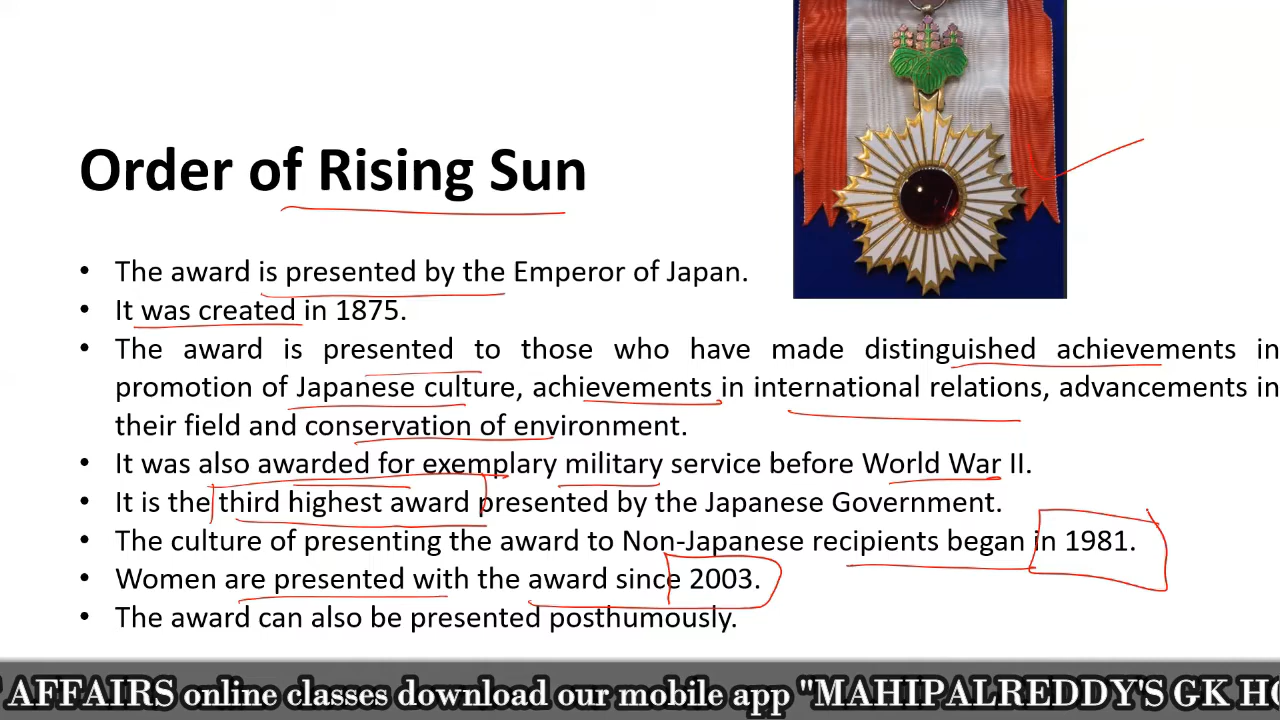 Order of Rising Sun
• The award is presented by the Emperor of Japan.
• It was created in 1875.
• The award is presented to those who have made distinguished achievements in
promotion of Japanese culture, achievements in international relations, advancements in
their field and conservation of environment.
• It was also awarded for exemplary military service before World War II.
• It is the third highest award presented by the Japanese Government.
• The culture of presenting the award to Non-Japanese recipients began in 1981.
• Women are presented with the award since 2003.
• The award can also be presented posthumously.
AFFAIRS online classes download our mobile app "MAHIPALREDDY'S GK HO